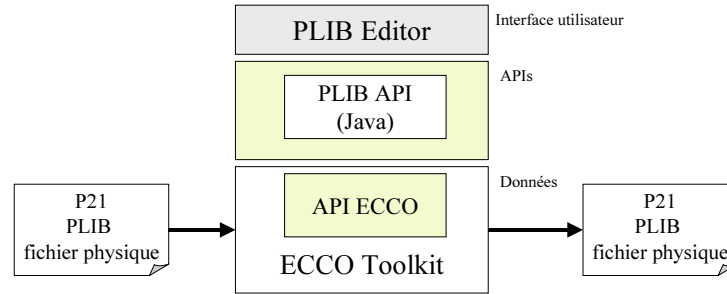 PLIB Editor
Interface utilisateur
APIs
PLIB API
(Java)
Données
P21
PLIB
fichier physique
API ECCO
ECCO Toolkit
P21
PLIB
fichier physique